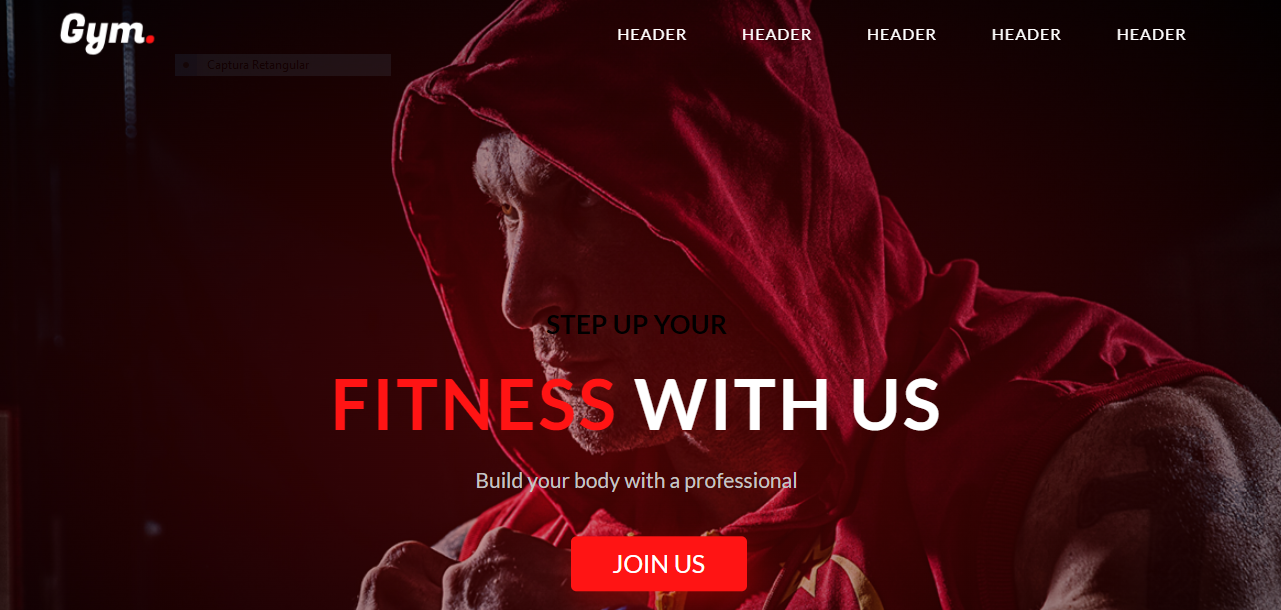 Gym.
HEADER HEADER HEADER HEADER HEADER
Captura Retangular
STEP UP YOUR
FITNESS WITH US
Build your body with a professional
JOIN US